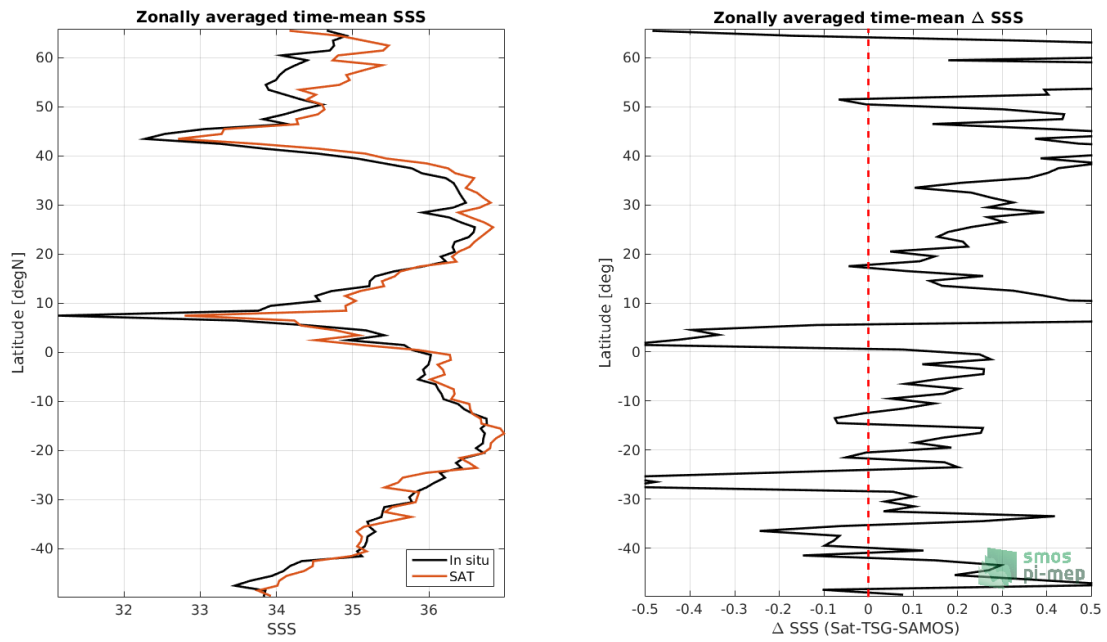 Zonally averaged time-mean SSS
Latitude [degN]
60
50
40
30
20
10
0
-10
-20
-30
-40
32 33 34 35 36
SSS
In situ
SAT
Zonally averaged time-mean Δ SSS
Latitude [deg]
60
50
40
30
20
10
0
-10
-20
-30
-40
-0.5 -0.4 -0.3 -0.2 -0.1 0 0.1 0.2 0.3 0.4 0.5
Δ SSS (Sat-TSG-SAMOS)
smos
pi-mep